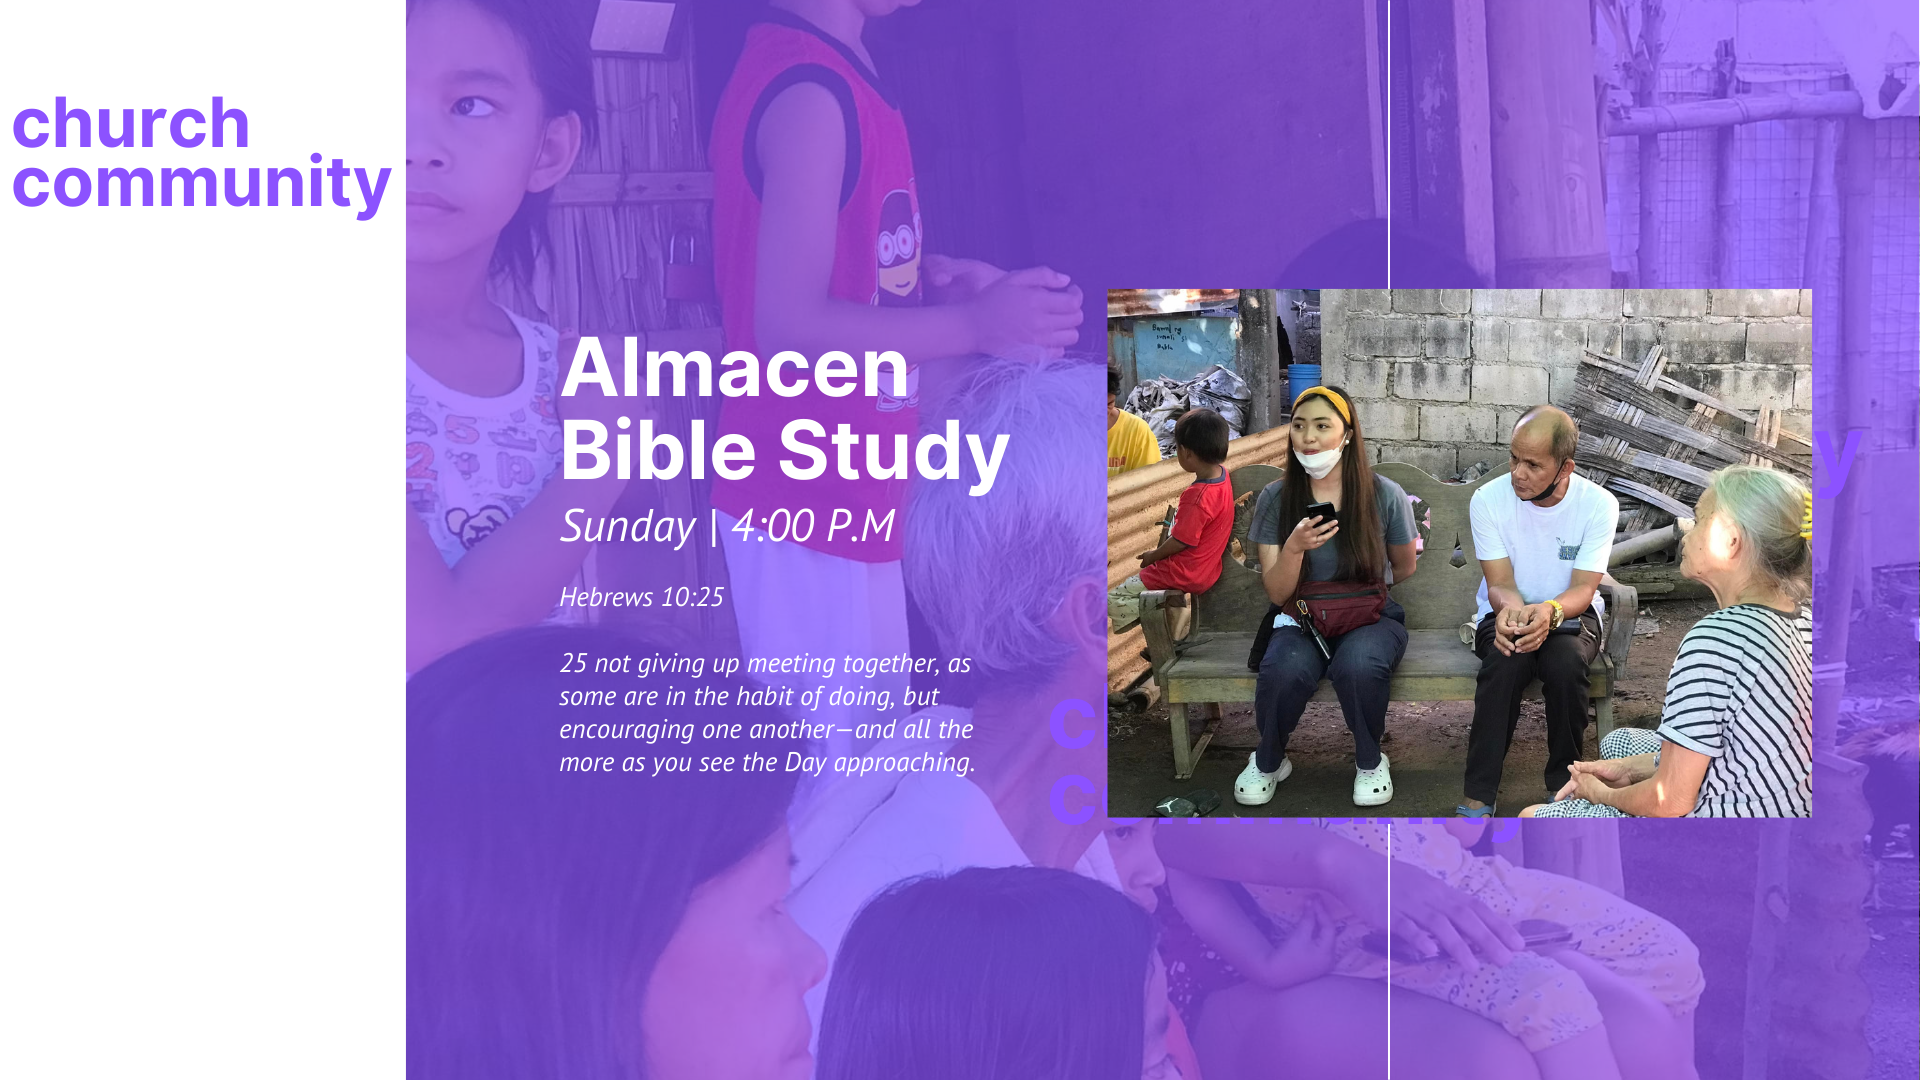 church
community
Almacen
Bible Study
Sunday | 4:00 P.M
Hebrews 10:25
25 not giving up meeting together, as
some are in the habit of doing, but
encouraging one another—and all the
more as you see the Day approaching.